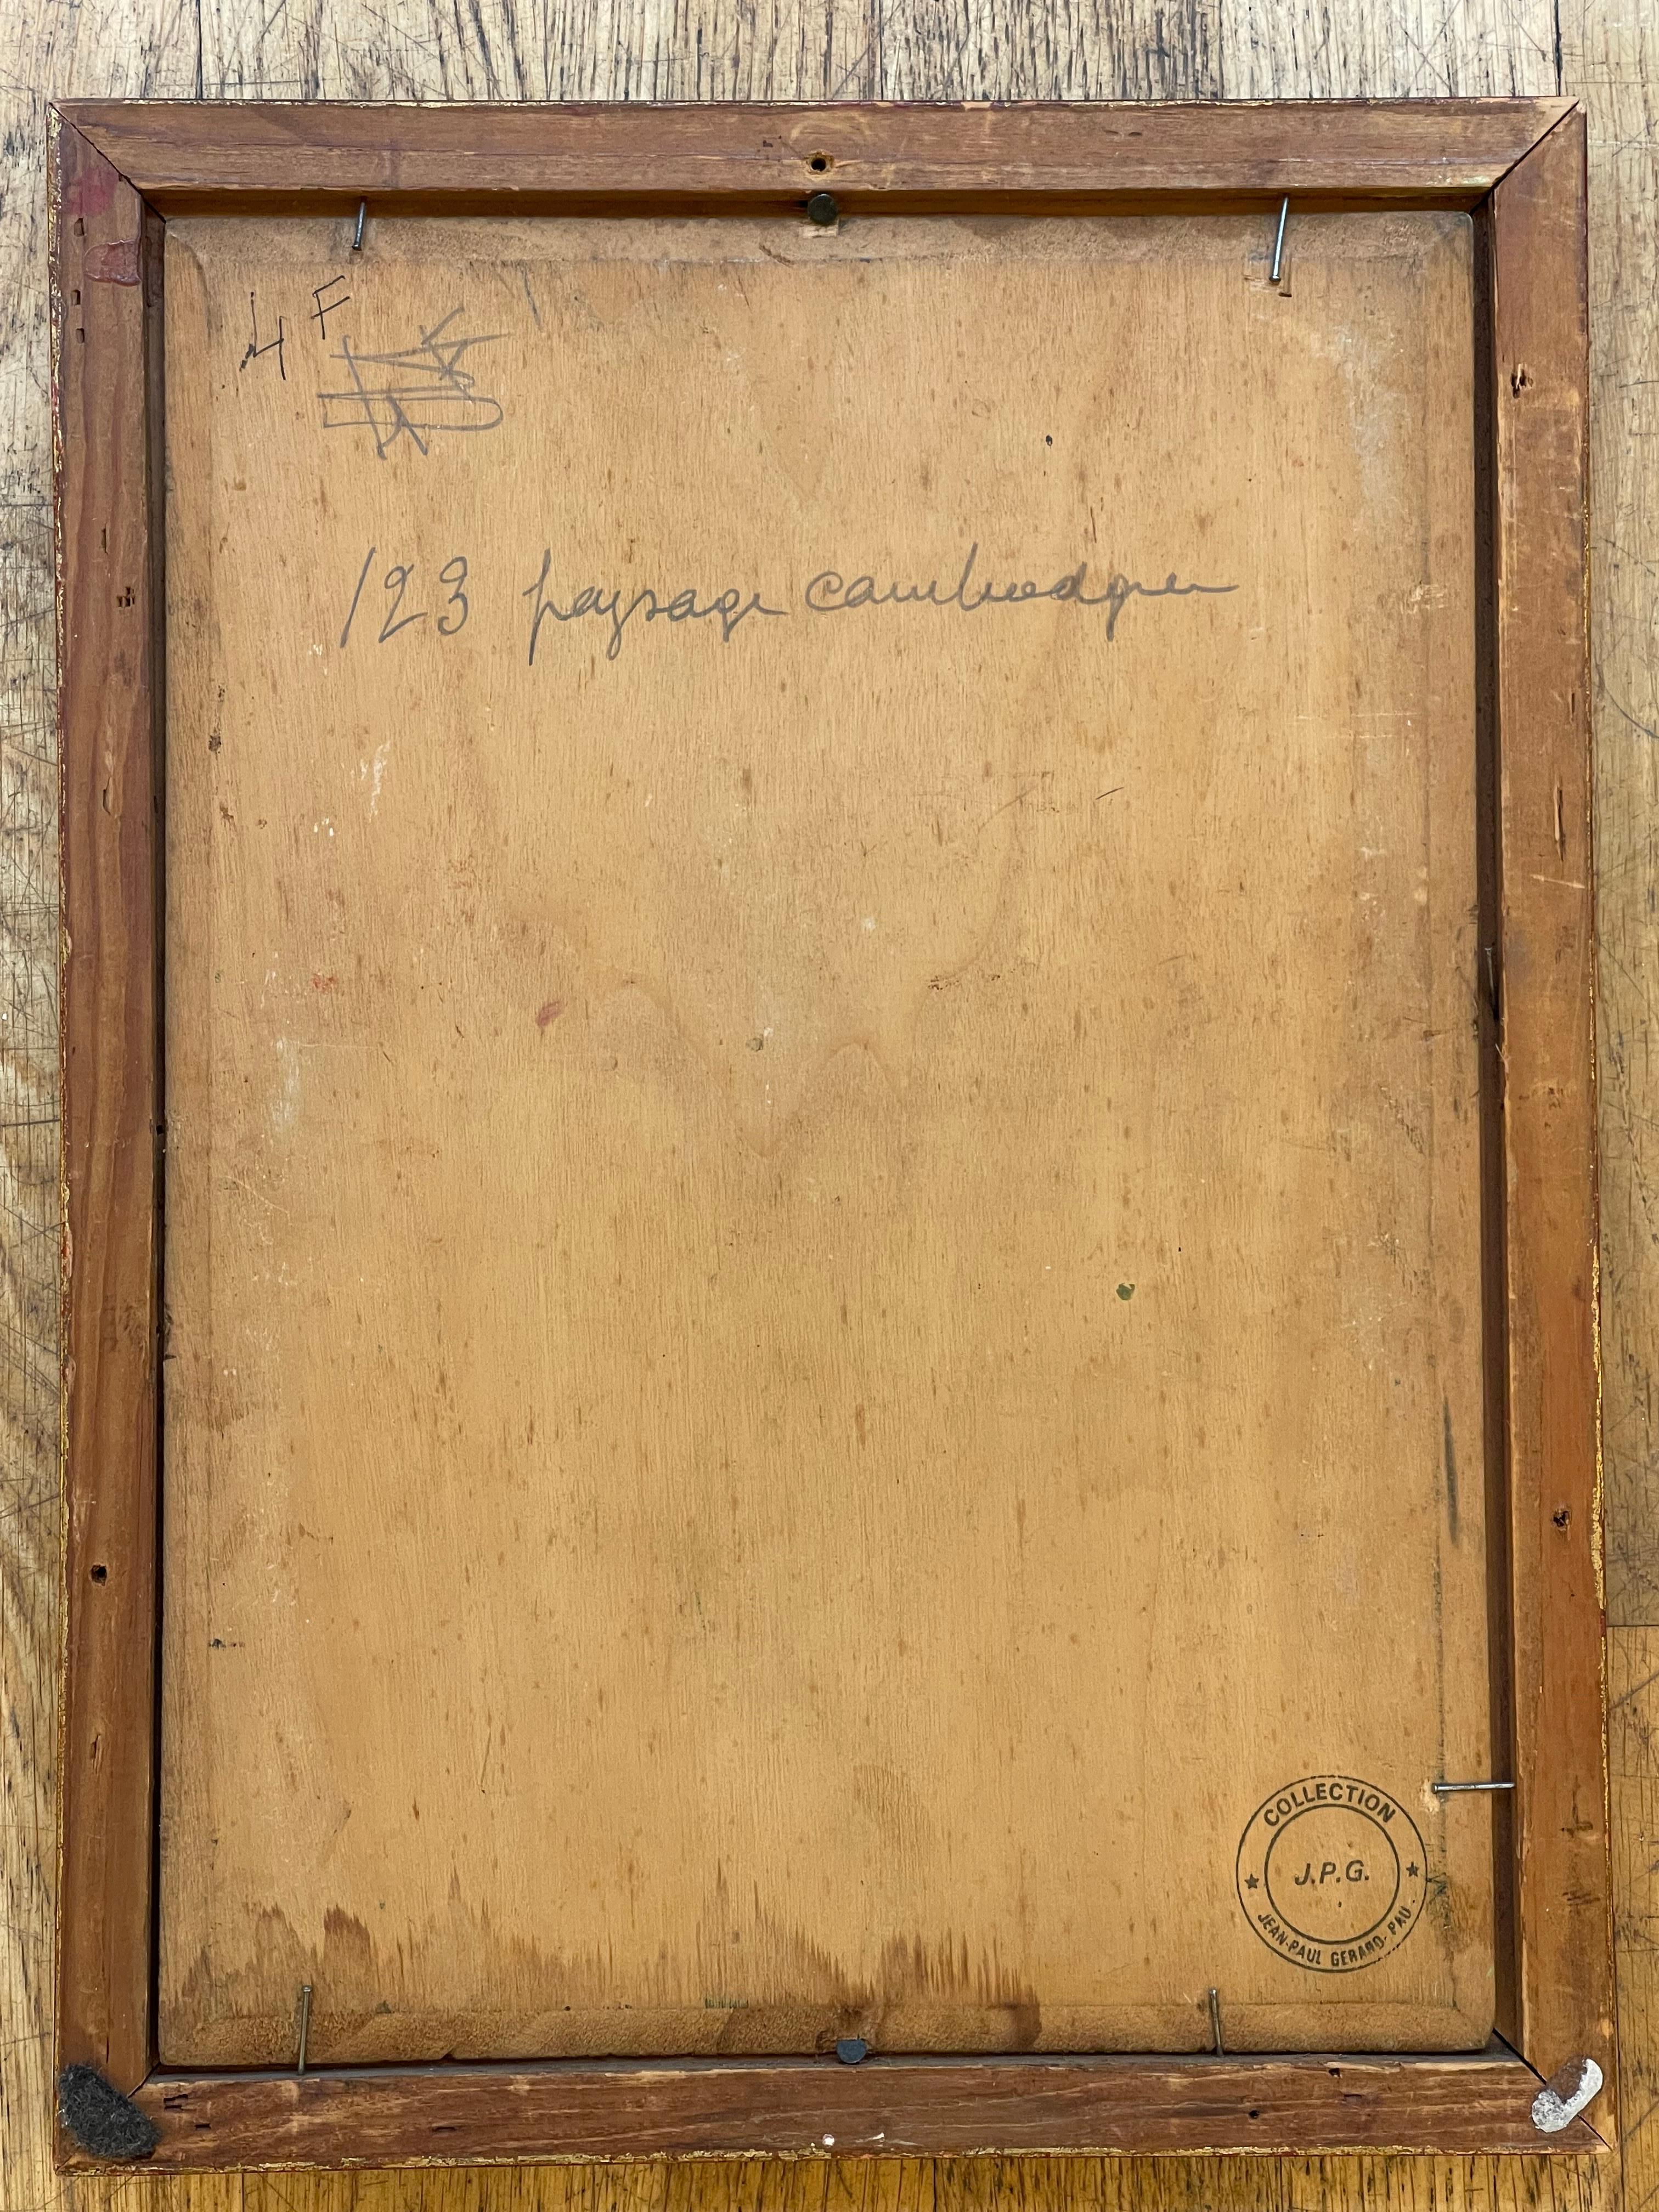 4F
123 paysage cambodgien
COLLECTION
J.P.G.
JEAN-PAUL GERARD-PAU.